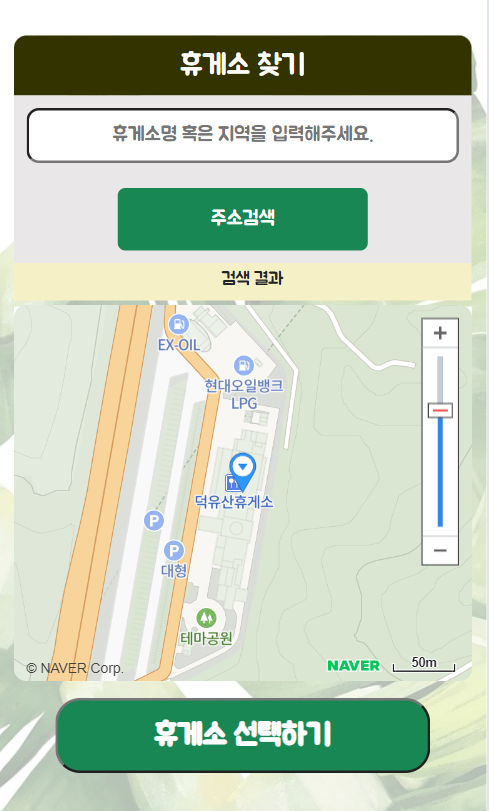 휴게소 찾기
휴게소명 혹은 지역을 입력해주세요.
주소검색
검색 결과
EX-OIL
현대오일뱅크
LPG
덕유산휴게소
P
P
대형
테마공원
© NAVER Corp.
NAVER
50m
휴게소 선택하기